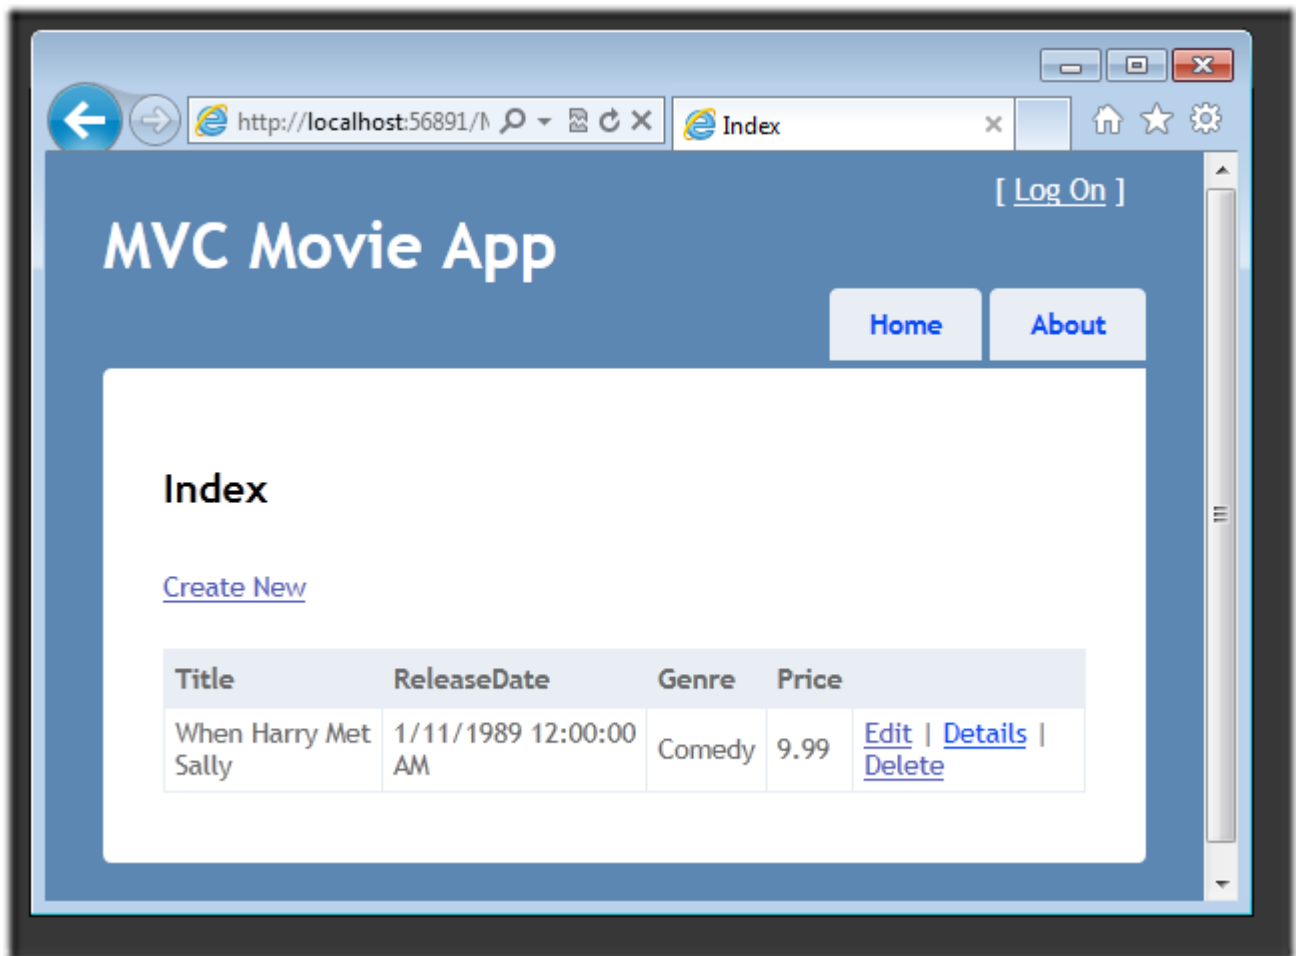 http://localhost:56891/M
Index
[ Log On ]
MVC Movie App
Home About
Index
Create New
Title ReleaseDate Genre Price
When Harry Met Sally 1/11/1989 12:00:00 AM Comedy 9.99 Edit | Details | Delete